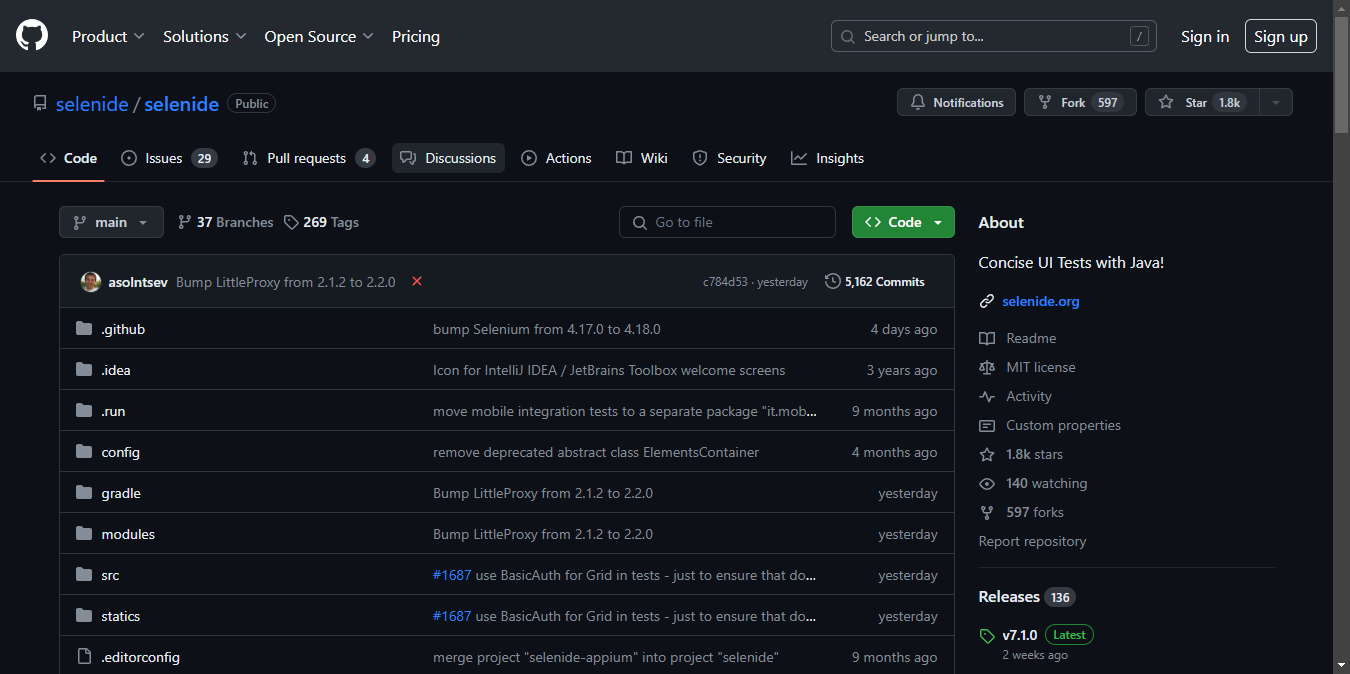 Product Solutions Open Source Pricing Search or jump to... / Sign in Sign up
selenide / selenide Public Notifications Fork 597 Star 1.8k
Code Issues 29 Pull requests 4 Discussions Actions Wiki Security Insights
main 37 Branches 269 Tags Go to file Code
asolntsev Bump LittleProxy from 2.1.2 to 2.2.0 c784d53 · yesterday 5,162 Commits
.github bump Selenium from 4.17.0 to 4.18.0 4 days ago
.idea Icon for IntelliJ IDEA / JetBrains Toolbox welcome screens 3 years ago
.run move mobile integration tests to a separate package "it.mob... 9 months ago
config remove deprecated abstract class ElementsContainer 4 months ago
gradle Bump LittleProxy from 2.1.2 to 2.2.0 yesterday
modules Bump LittleProxy from 2.1.2 to 2.2.0 yesterday
src #1687 use BasicAuth for Grid in tests - just to ensure that do... yesterday
statics #1687 use BasicAuth for Grid in tests - just to ensure that do... yesterday
.editorconfig merge project "selenide-appium" into project "selenide" 9 months ago
About
Concise UI Tests with Java!
selenide.org
Readme
MIT license
Activity
Custom properties
1.8k stars
140 watching
597 forks
Report repository
Releases 136
v7.1.0 Latest
2 weeks ago